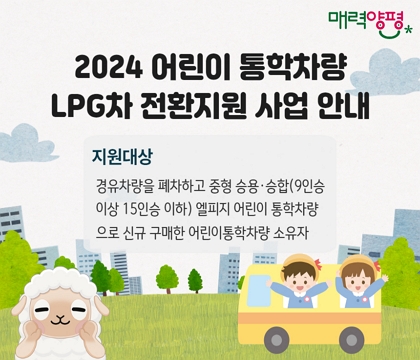 매력양평*
2024 어린이 통학차량
LPG차 전환지원 사업 안내
지원대상
경유차량을 폐차하고 중형 승용·승합(9인승
이상 15인승 이하) 엘피지 어린이 통학차량
으로 신규 구매한 어린이통학차량 소유자